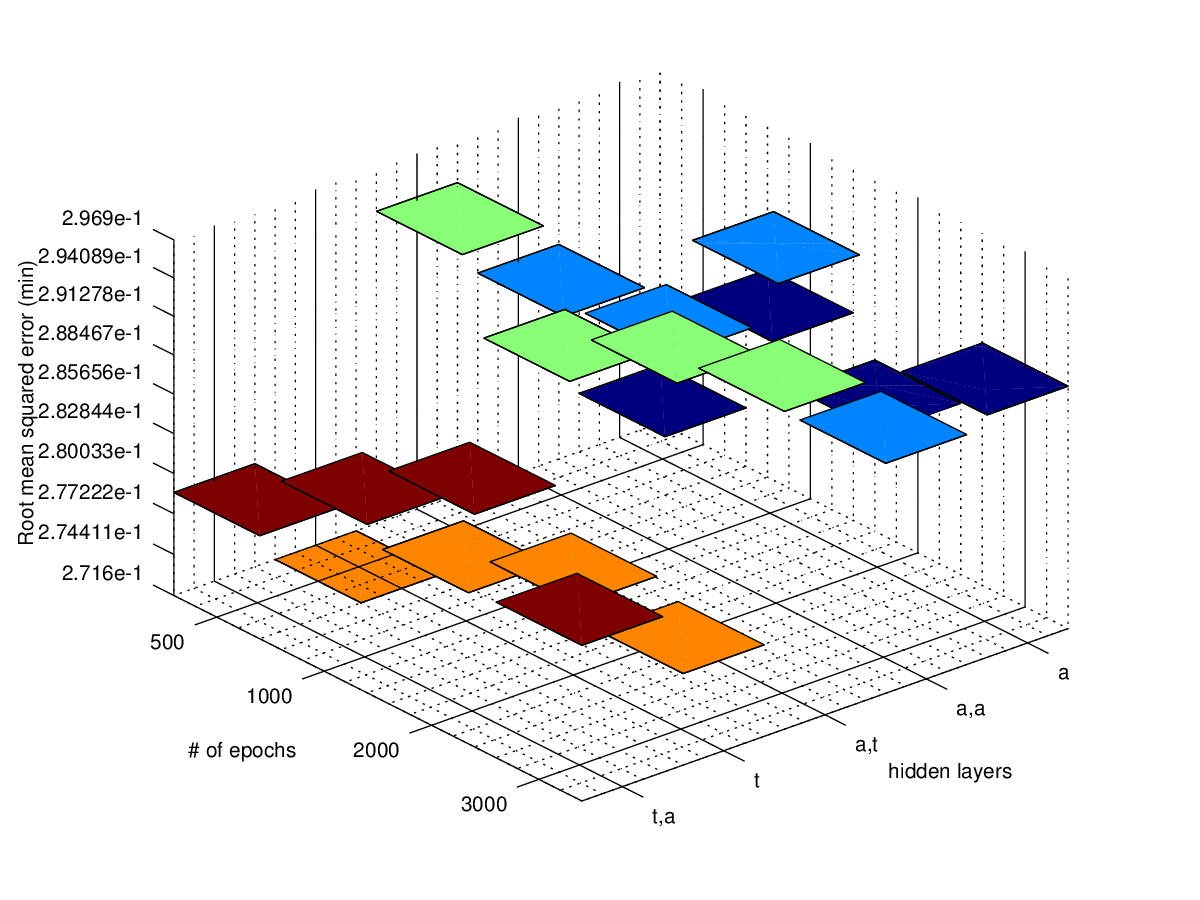 2.969e-1
2.94089e-1
2.91278e-1
2.88467e-1
2.85656e-1
2.82844e-1
2.80033e-1
2.77222e-1
2.74411e-1
2.716e-1
Root mean squared error (min)
500
1000
2000
3000
# of epochs
a
a,a
a,t
t
t,a
hidden layers